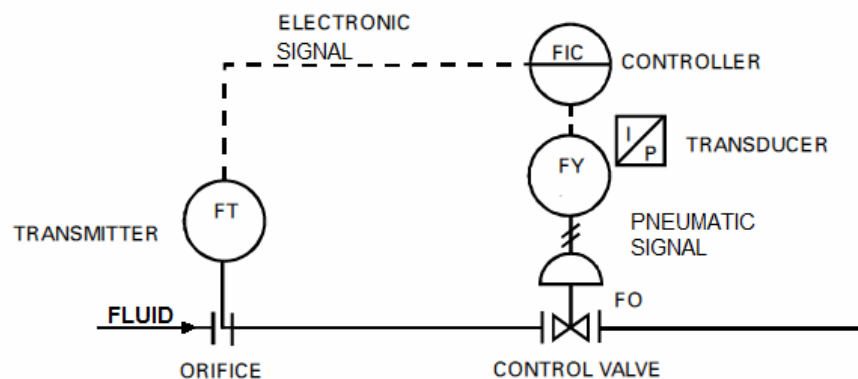 ELECTRONIC
SIGNAL
FIC
CONTROLLER
I
P
TRANSDUCER
FY
FT
TRANSMITTER
PNEUMATIC
SIGNAL
FO
FLUID
ORIFICE
CONTROL VALVE